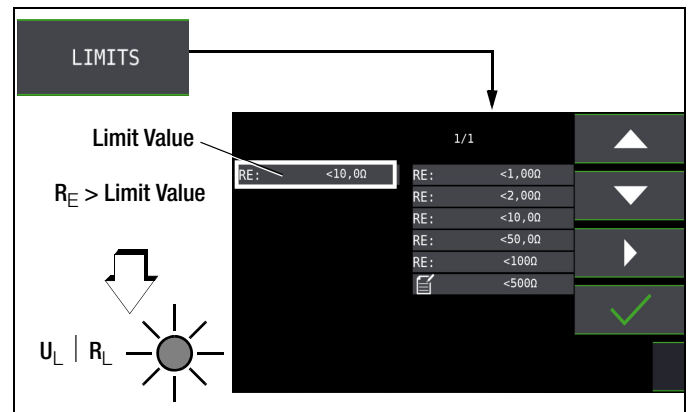 LIMITS
Limit Value
R_E > Limit Value
U_L | R_L
1/1
RE: <10,0Ω
RE: <1,00Ω
RE: <2,00Ω
RE: <10,0Ω
RE: <50,0Ω
RE: <100Ω
<500Ω